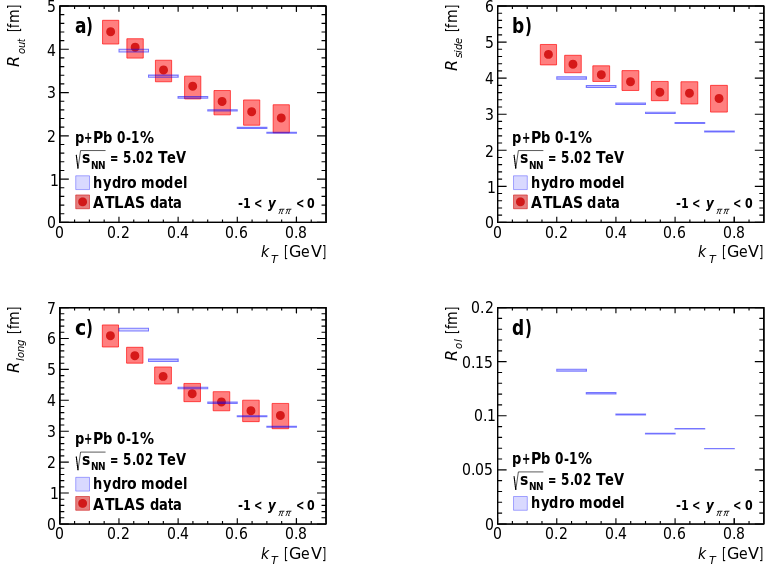 a)
R_out [fm]
6
5
4
3
2
1
0
p+Pb 0-1%
√s_NN = 5.02 TeV
hydro model
ATLAS data
-1 < y_ππ < 0
0 0.2 0.4 0.6 0.8
k_T [GeV]
b)
R_side [fm]
6
5
4
3
2
1
0
p+Pb 0-1%
√s_NN = 5.02 TeV
hydro model
ATLAS data
-1 < y_ππ < 0
0 0.2 0.4 0.6 0.8
k_T [GeV]
c)
R_long [fm]
7
6
5
4
3
2
1
0
p+Pb 0-1%
√s_NN = 5.02 TeV
hydro model
ATLAS data
-1 < y_ππ < 0
0 0.2 0.4 0.6 0.8
k_T [GeV]
d)
R_ol [fm]
0.2
0.15
0.1
0.05
0
p+Pb 0-1%
√s_NN = 5.02 TeV
hydro model
-1 < y_ππ < 0
0 0.2 0.4 0.6 0.8
k_T [GeV]